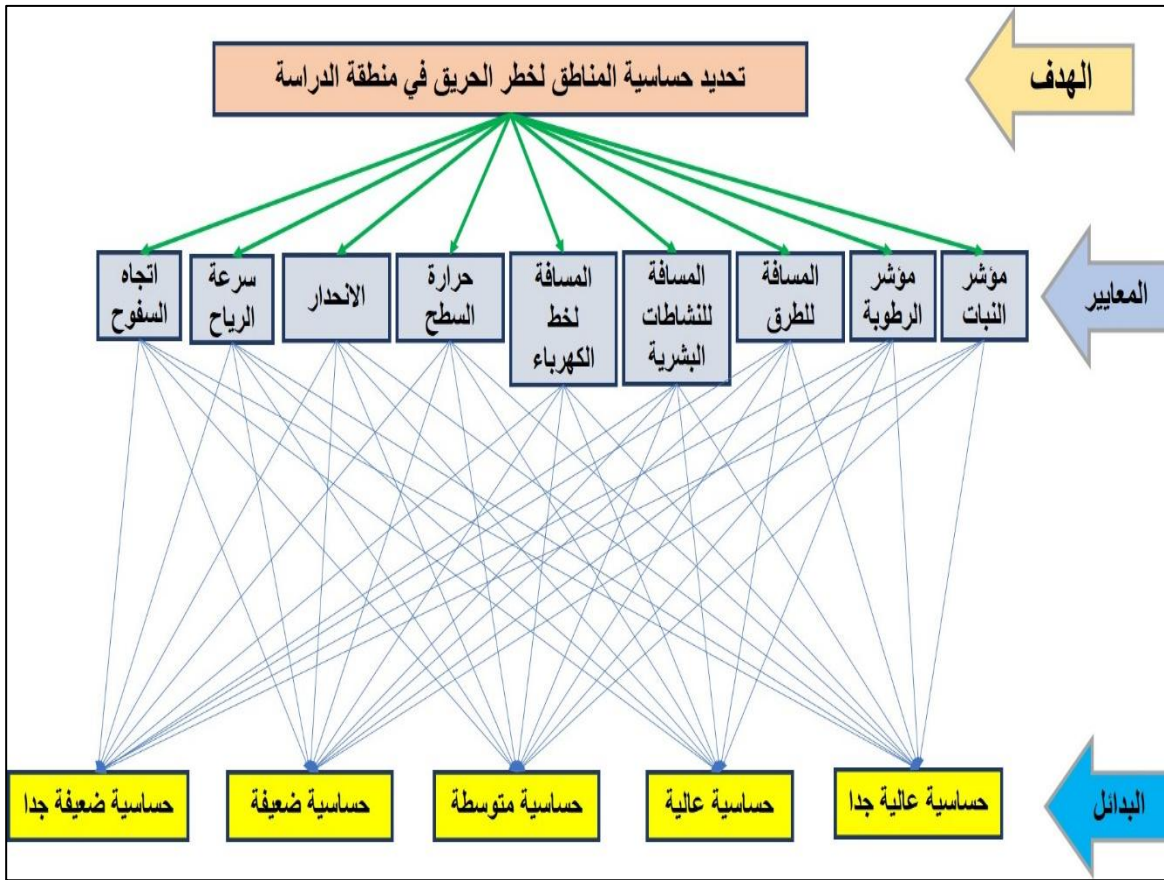 الهدف
تحديد حساسية المناطق لخطر الحريق في منطقة الدراسة
المعايير
مؤشر
النبات
مؤشر
الرطوبة
المسافة
للطرق
المسافة
للنشاطات
البشرية
المسافة
لخط
الكهرباء
حرارة
السطح
الانحدار
سرعة
الرياح
اتجاه
السفوح
البدائل
حساسية عالية جدا
حساسية عالية
حساسية متوسطة
حساسية ضعيفة
حساسية ضعيفة جدا